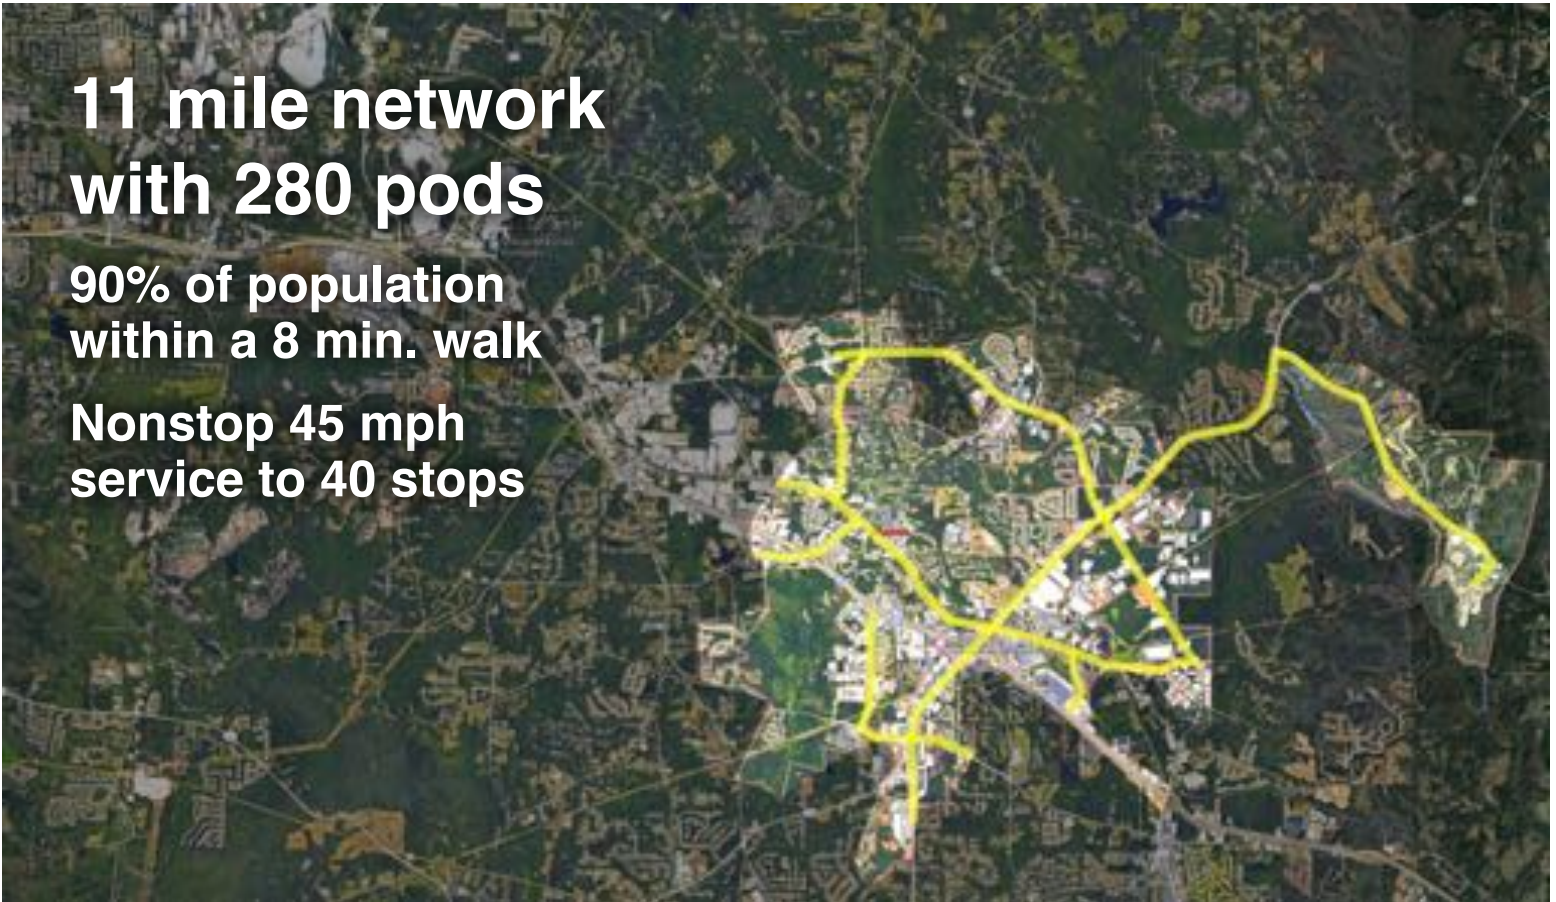 11 mile network
with 280 pods
90% of population
within a 8 min. walk
Nonstop 45 mph
service to 40 stops